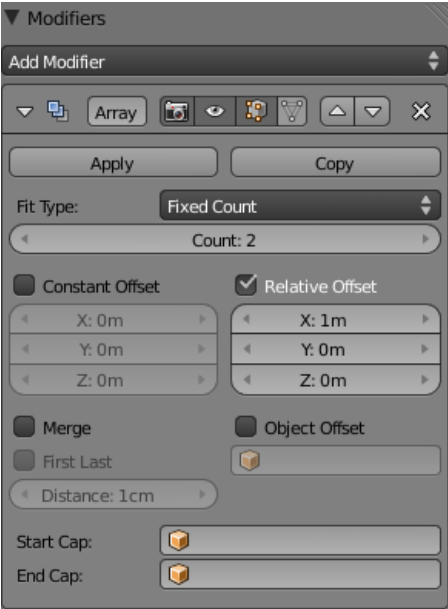 Modifiers
Add Modifier
Array
Apply Copy
Fit Type: Fixed Count
Count: 2
Constant Offset Relative Offset
X: 0m X: 1m
Y: 0m Y: 0m
Z: 0m Z: 0m
Merge Object Offset
First Last
Distance: 1cm
Start Cap:
End Cap: